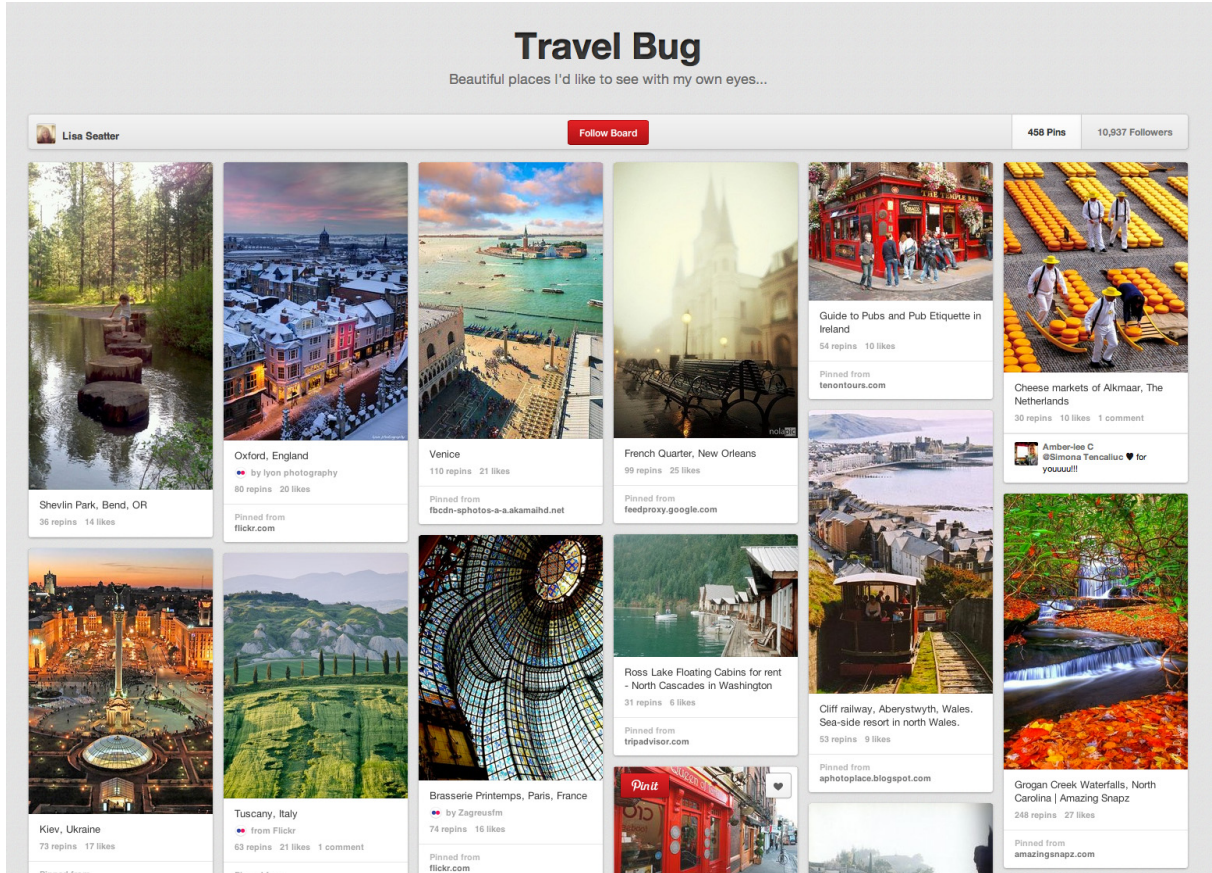 Travel Bug
Beautiful places I'd like to see with my own eyes...
Lisa Seatter
Follow Board
458 Pins
10,937 Followers
Shevlin Park, Bend, OR
36 repins 14 likes
Kiev, Ukraine
73 repins 17 likes
Oxford, England
by lyon photography
80 repins 20 likes
Pinned from
flickr.com
Tuscany, Italy
from Flickr
63 repins 21 likes 1 comment
Venice
110 repins 21 likes
Pinned from
fbcdn-sphotos-a-a.akamaihd.net
Brasserie Printemps, Paris, France
by Zagreusfm
74 repins 16 likes
Pinned from
flickr.com
nolapic
French Quarter, New Orleans
99 repins 25 likes
Pinned from
feedproxy.google.com
Ross Lake Floating Cabins for rent
- North Cascades in Washington
31 repins 6 likes
Pinned from
tripadvisor.com
Pin it
THE TEMPLE BAR
Guide to Pubs and Pub Etiquette in
Ireland
54 repins 10 likes
Pinned from
tenontours.com
Cliff railway, Aberystwyth, Wales.
Sea-side resort in north Wales.
53 repins 9 likes
Pinned from
aphotoplace.blogspot.com
Cheese markets of Alkmaar, The
Netherlands
30 repins 10 likes 1 comment
Amber-lee C
@Simona Tencaliuc ♥ for
youuuu!!!
Grogan Creek Waterfalls, North
Carolina | Amazing Snapz
248 repins 27 likes
Pinned from
amazingsnapz.com